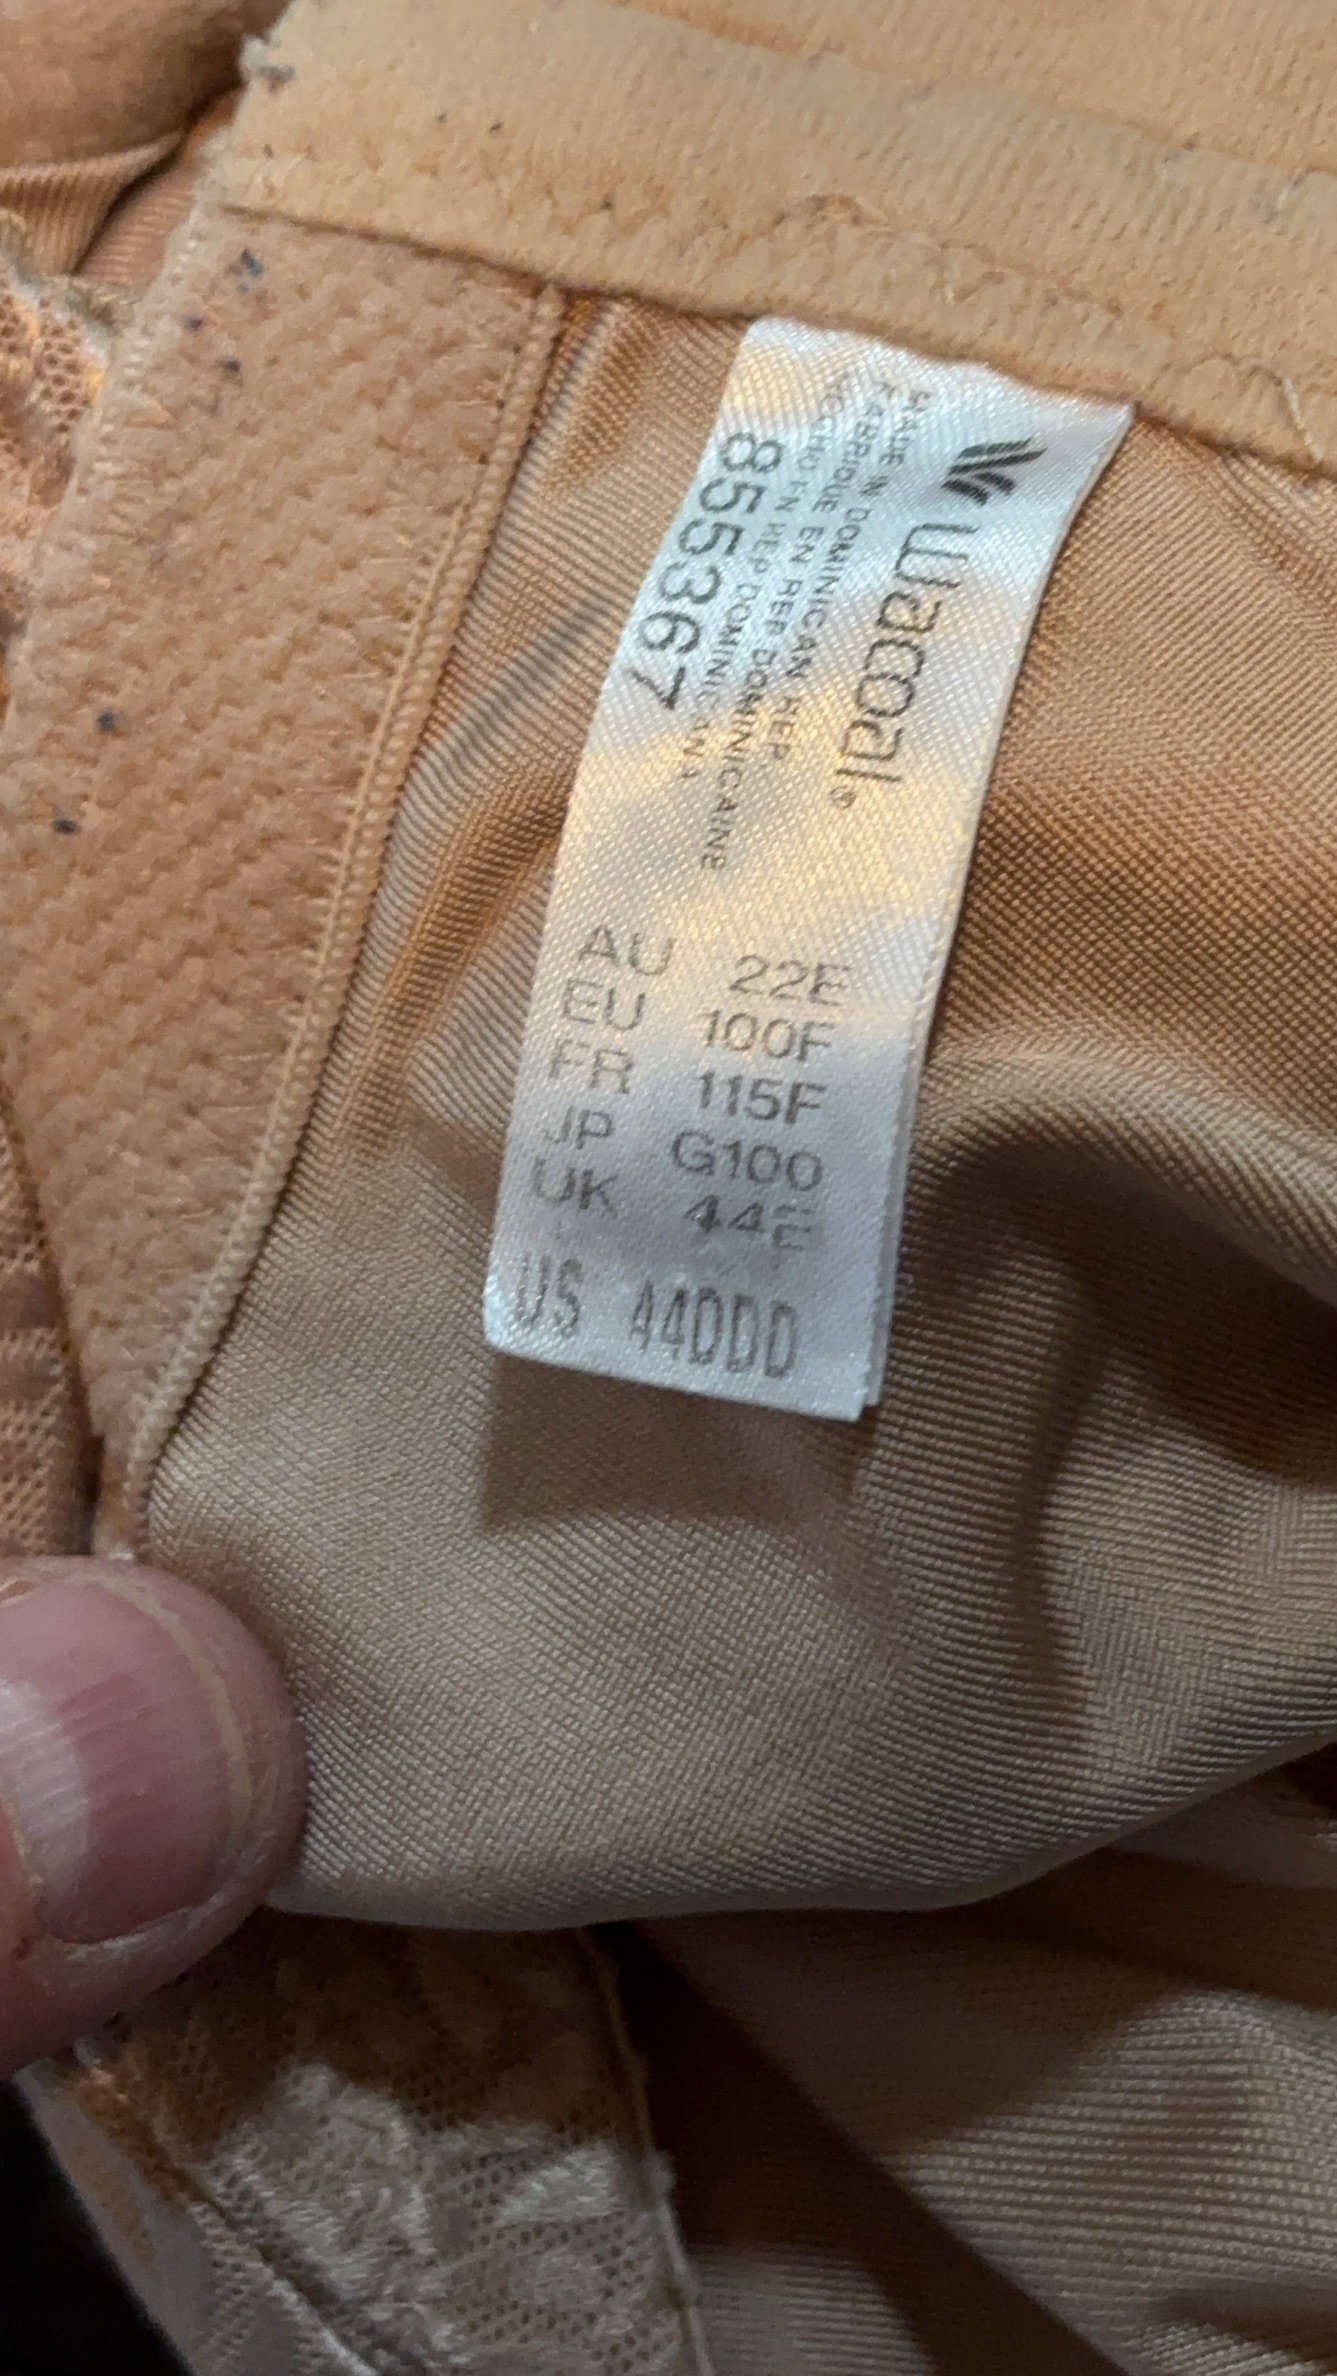 Wacoal®
MADE IN DOMINICAN REP
FABRIQUE EN REP DOMINICAINE
HECHO EN REP DOMINICANA
855367
AU 22E
EU 100F
FR 115F
JP G100
UK 44E
US 44DDD